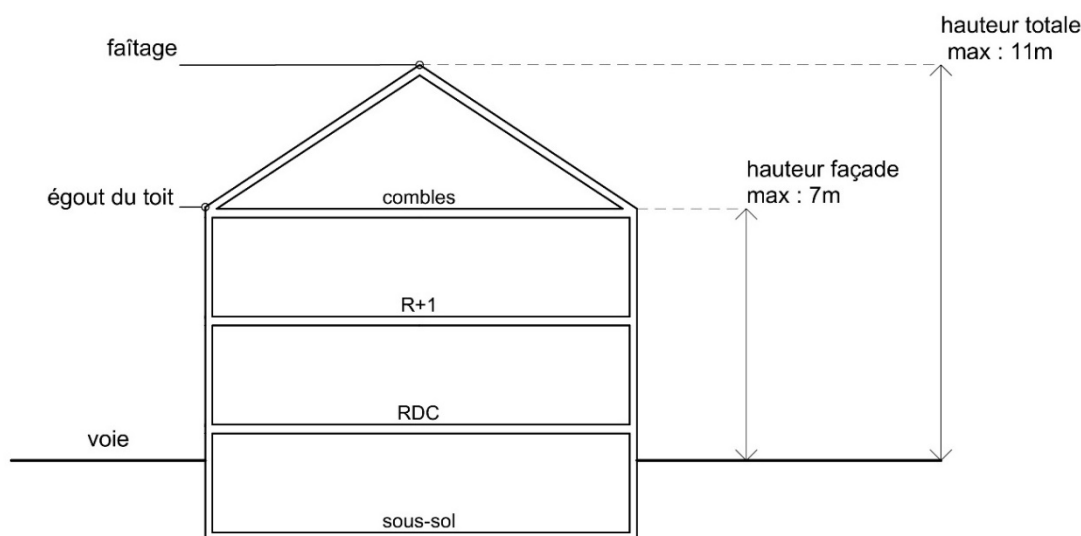 hauteur totale
max : 11m
faîtage
hauteur façade
max : 7m
égout du toit
combles
R+1
RDC
voie
sous-sol